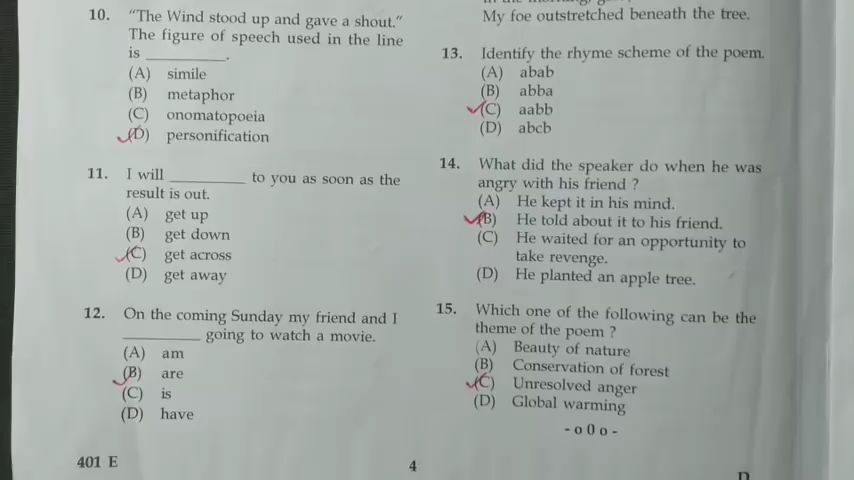 10. "The Wind stood up and gave a shout."
The figure of speech used in the line
is __________.
(A) simile
(B) metaphor
(C) onomatopoeia
(D) personification
11. I will __________ to you as soon as the
result is out.
(A) get up
(B) get down
(C) get across
(D) get away
12. On the coming Sunday my friend and I
__________ going to watch a movie.
(A) am
(B) are
(C) is
(D) have
My foe outstretched beneath the tree.
13. Identify the rhyme scheme of the poem.
(A) abab
(B) abba
(C) aabb
(D) abcb
14. What did the speaker do when he was
angry with his friend ?
(A) He kept it in his mind.
(B) He told about it to his friend.
(C) He waited for an opportunity to
take revenge.
(D) He planted an apple tree.
15. Which one of the following can be the
theme of the poem ?
(A) Beauty of nature
(B) Conservation of forest
(C) Unresolved anger
(D) Global warming
- o 0 o -
401 E
4
D